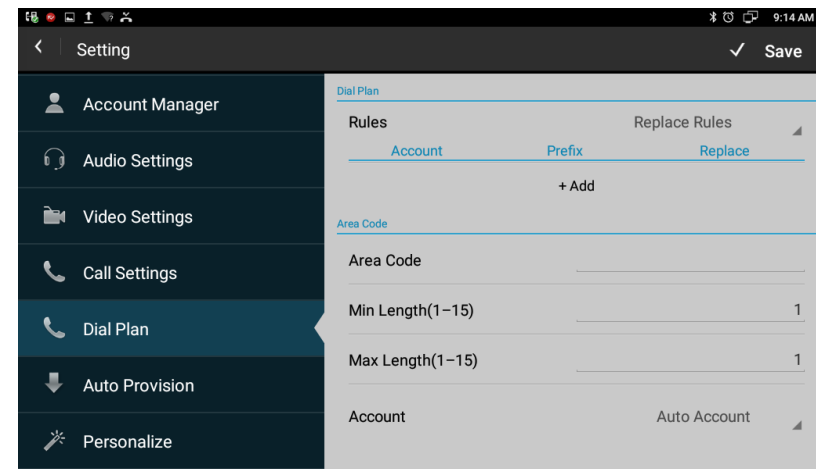 9:14 AM
Setting
Save
Account Manager
Audio Settings
Video Settings
Call Settings
Dial Plan
Auto Provision
Personalize
Dial Plan
Rules Replace Rules
Account Prefix Replace
+ Add
Area Code
Area Code
Min Length(1–15) 1
Max Length(1–15) 1
Account Auto Account